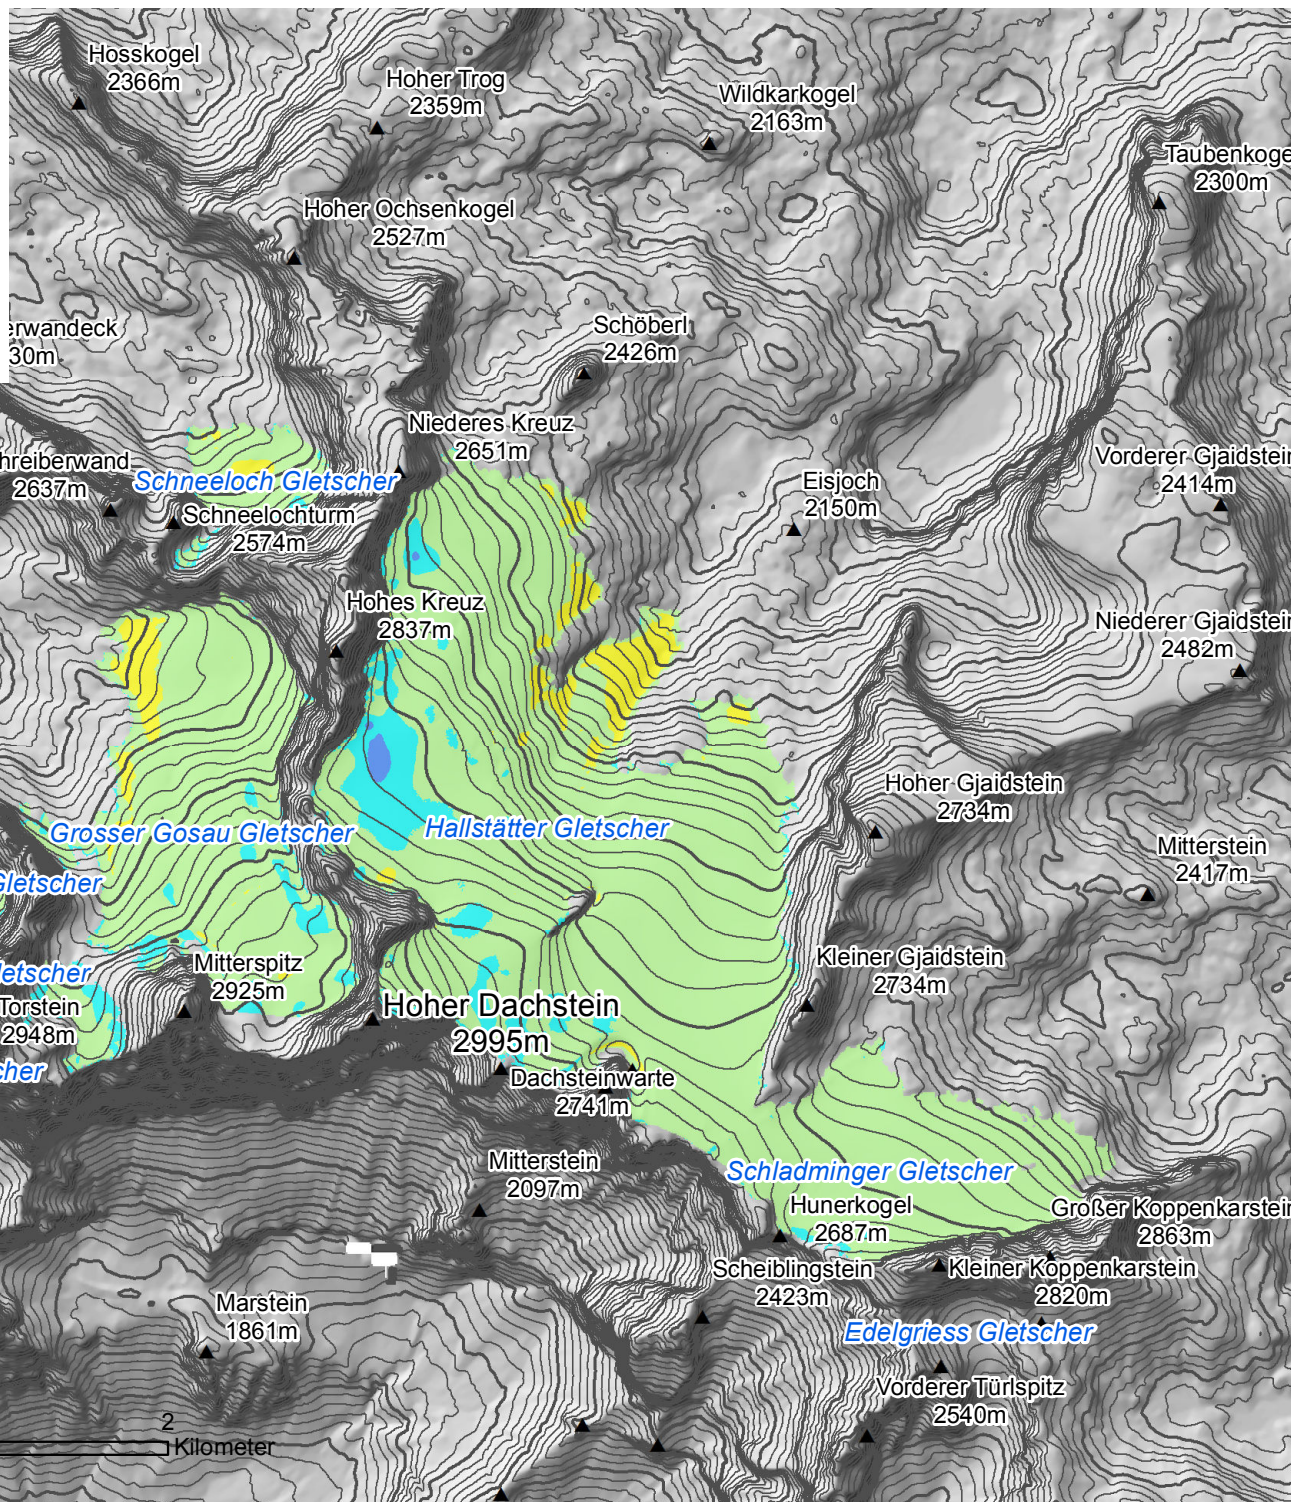 Hosskogel
2366m
Hoher Trog
2359m
Wildkarkogel
2163m
Taubenkoge
2300m
Hoher Ochsenkogel
2527m
erwandeck
30m
Schöberl
2426m
Niederes Kreuz
2651m
hreiberwand
2637m
Schneeloch Gletscher
Schneelochturm
2574m
Eisjoch
2150m
Vorderer Gjaidstein
2414m
Hohes Kreuz
2837m
Niederer Gjaidstein
2482m
Hoher Gjaidstein
2734m
Grosser Gosau Gletscher
Hallstätter Gletscher
Mitterstein
2417m
Gletscher
Kleiner Gjaidstein
2734m
letscher
Mitterspitz
2925m
Torstein
2948m
Hoher Dachstein
2995m
cher
Dachsteinwarte
2741m
Mitterstein
2097m
Schladminger Gletscher
Hunerkogel
2687m
Großer Koppenkarstein
2863m
Scheiblingstein
2423m
Kleiner Koppenkarstein
2820m
Marstein
1861m
Edelgriess Gletscher
Vorderer Türlspitz
2540m
2
Kilometer